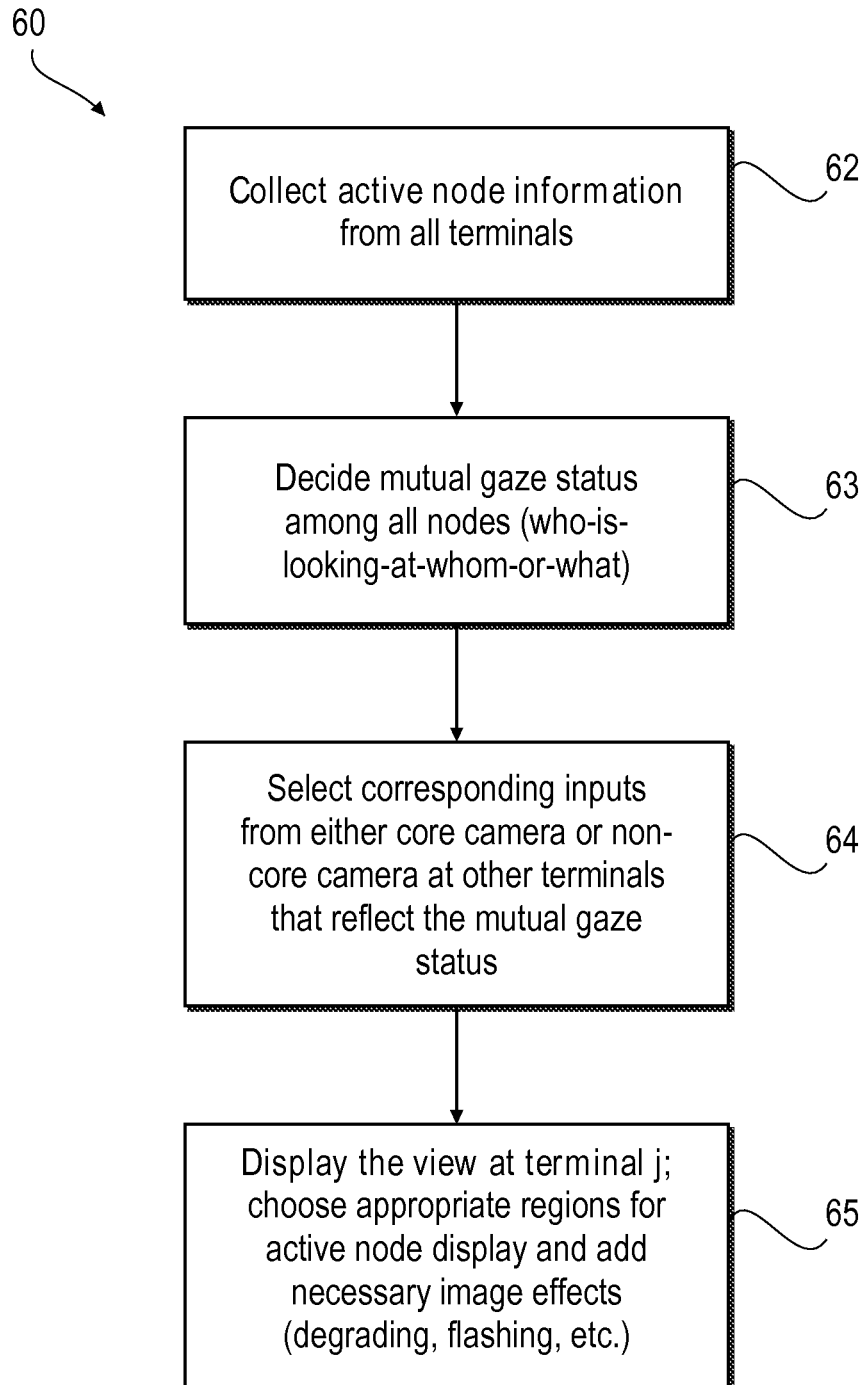 60
Collect active node information
from all terminals
62
Decide mutual gaze status
among all nodes (who-is-
looking-at-whom-or-what)
63
Select corresponding inputs
from either core camera or non-
core camera at other terminals
that reflect the mutual gaze
status
64
Display the view at terminal j;
choose appropriate regions for
active node display and add
necessary image effects
(degrading, flashing, etc.)
65